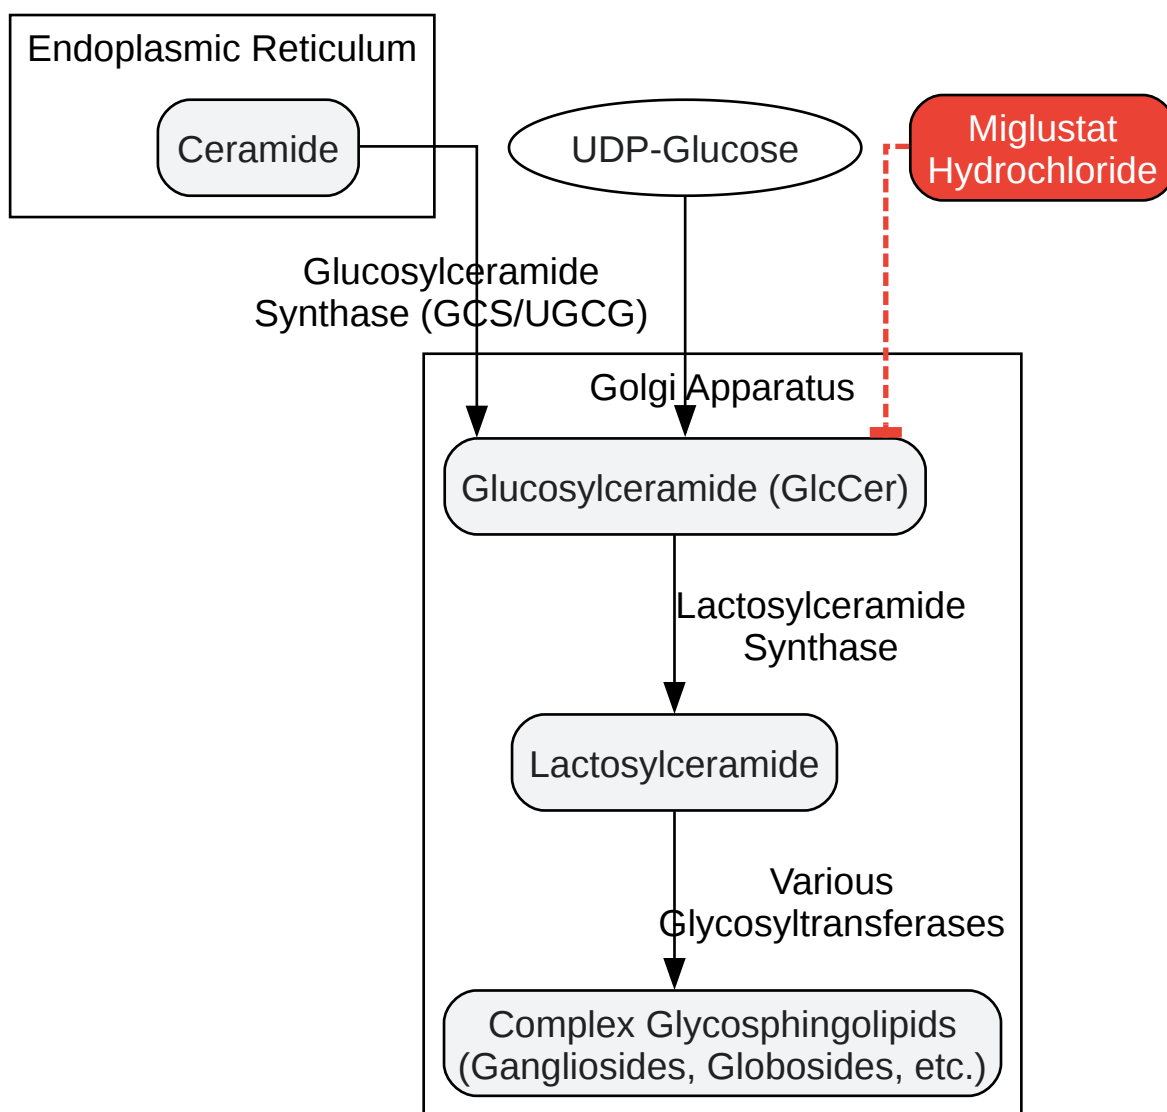 Endoplasmic Reticulum
Ceramide
UDP-Glucose
Miglustat
Hydrochloride
Glucosylceramide
Synthase (GCS/UGCG)
Golgi Apparatus
Glucosylceramide (GlcCer)
Lactosylceramide
Synthase
Lactosylceramide
Various
Glycosyltransferases
Complex Glycosphingolipids
(Gangliosides, Globosides, etc.)